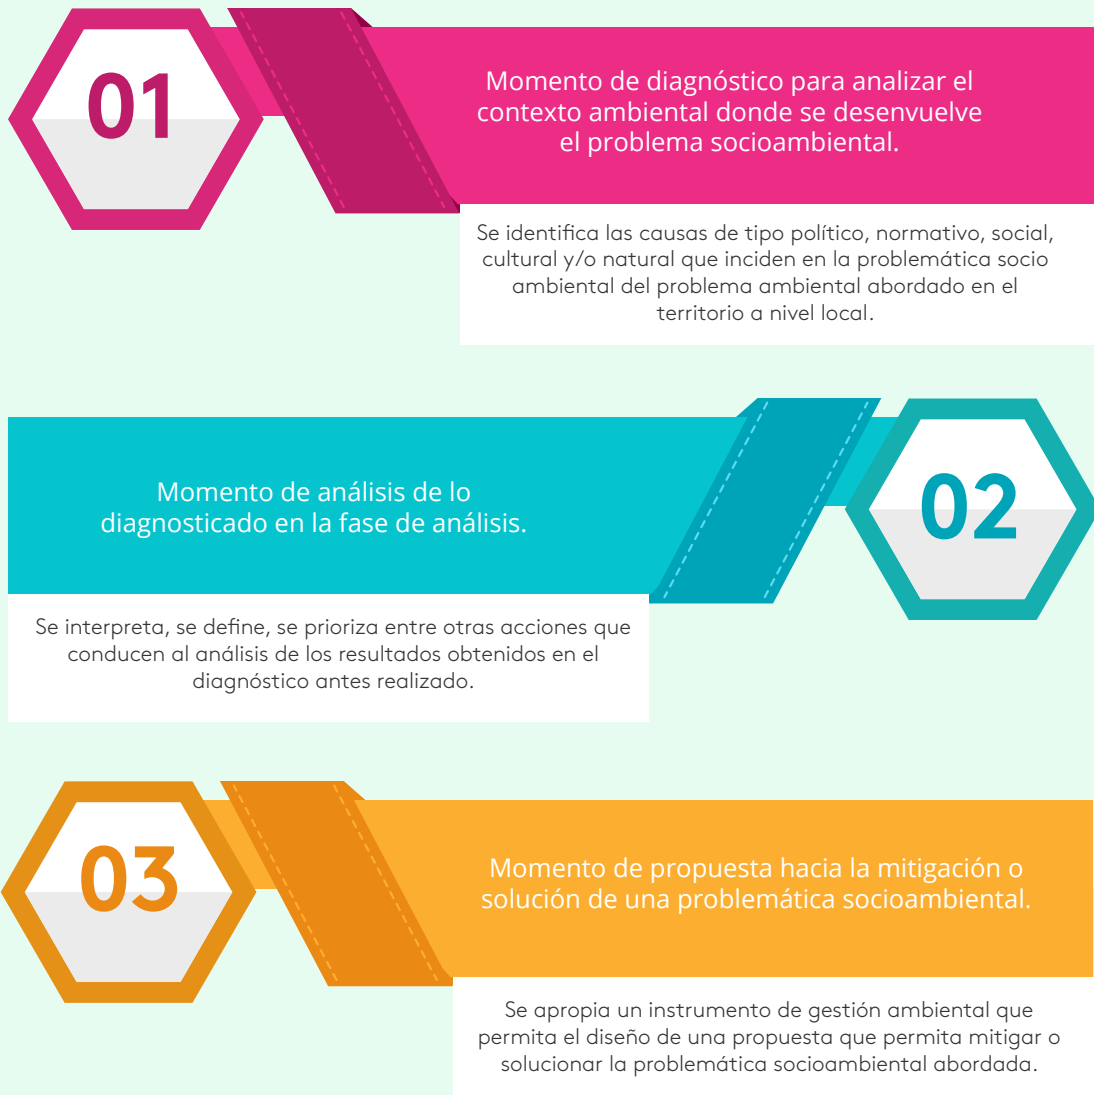 01
Momento de diagnóstico para analizar el
contexto ambiental donde se desenvuelve
el problema socioambiental.
Se identifica las causas de tipo político, normativo, social,
cultural y/o natural que inciden en la problemática socio
ambiental del problema ambiental abordado en el
territorio a nivel local.
Momento de análisis de lo
diagnosticado en la fase de análisis.
02
Se interpreta, se define, se prioriza entre otras acciones que
conducen al análisis de los resultados obtenidos en el
diagnóstico antes realizado.
03
Momento de propuesta hacia la mitigación o
solución de una problemática socioambiental.
Se apropia un instrumento de gestión ambiental que
permita el diseño de una propuesta que permita mitigar o
solucionar la problemática socioambiental abordada.